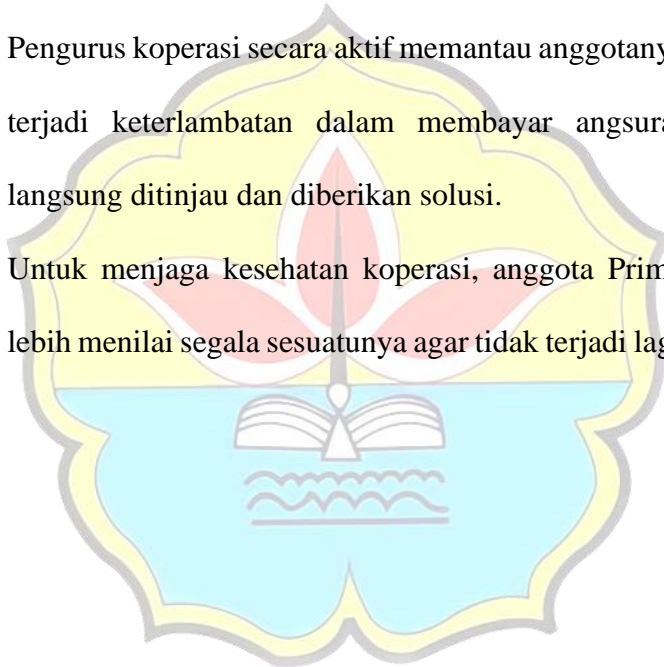 Pengurus koperasi secara aktif memantau anggotany
terjadi keterlambatan dalam membayar angsura
langsung ditinjau dan diberikan solusi.
Untuk menjaga kesehatan koperasi, anggota Prim
lebih menilai segala sesuatunya agar tidak terjadi lag